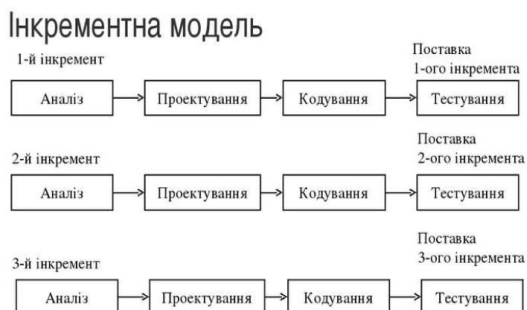 Інкрементна модель
1-й інкремент
Поставка
1-ого інкремента
Аналіз
Проектування
Кодування
Тестування
2-й інкремент
Поставка
2-ого інкремента
Аналіз
Проектування
Кодування
Тестування
3-й інкремент
Поставка
3-ого інкремента
Аналіз
Проектування
Кодування
Тестування